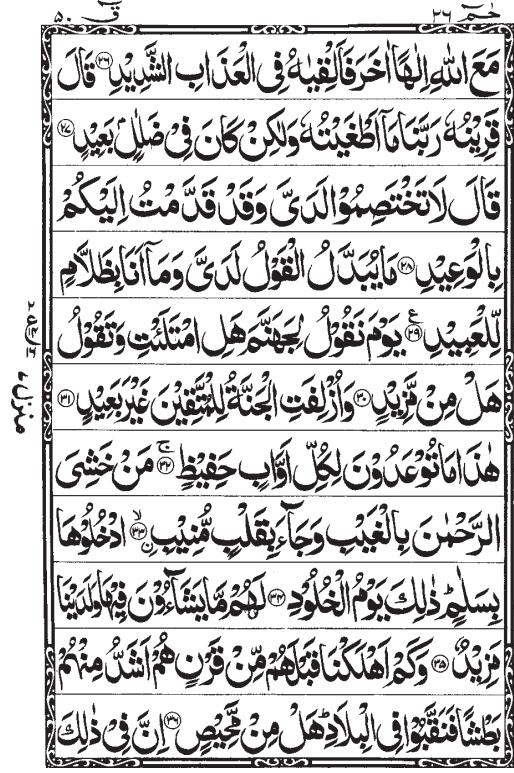 حٰمٓ ٢٦
قٓ ٥٠
مَعَ اللّٰهِ اِلٰهًا اٰخَرَ فَاَلْقِيٰهُ فِى الْعَذَابِ الشَّدِيْدِ ﴿٢٦﴾ قَالَ
قَرِيْنُهٗ رَبَّنَا مَآ اَطْغَيْتُهٗ وَلٰكِنْ كَانَ فِىْ ضَلٰلٍۭ بَعِيْدٍ ﴿٢٧﴾
قَالَ لَا تَخْتَصِمُوْا لَدَىَّ وَقَدْ قَدَّمْتُ اِلَيْكُمْ
بِالْوَعِيْدِ ﴿٢٨﴾ مَا يُبَدَّلُ الْقَوْلُ لَدَىَّ وَمَآ اَنَا بِظَلَّامٍ
لِّلْعَبِيْدِ ﴿٢٩﴾ ع يَوْمَ نَقُوْلُ لِجَهَنَّمَ هَلِ امْتَلَئْتِ وَتَقُوْلُ
هَلْ مِنْ مَّزِيْدٍ ﴿٣٠﴾ وَاُزْلِفَتِ الْجَنَّةُ لِلْمُتَّقِيْنَ غَيْرَ بَعِيْدٍ ﴿٣١﴾
هٰذَا مَا تُوْعَدُوْنَ لِكُلِّ اَوَّابٍ حَفِيْظٍ ﴿٣٢﴾ ج مَنْ خَشِىَ
الرَّحْمٰنَ بِالْغَيْبِ وَجَآءَ بِقَلْبٍ مُّنِيْبِ ﴿٣٣﴾ لا نِ ادْخُلُوْهَا
بِسَلٰمٍ ط ذٰلِكَ يَوْمُ الْخُلُوْدِ ﴿٣٤﴾ لَهُمْ مَّا يَشَآءُوْنَ فِيْهَا وَلَدَيْنَا
مَزِيْدٌ ﴿٣٥﴾ وَكَمْ اَهْلَكْنَا قَبْلَهُمْ مِّنْ قَرْنٍ هُمْ اَشَدُّ مِنْهُمْ
بَطْشًا فَنَقَّبُوْا فِى الْبِلَادِ ط هَلْ مِنْ مَّحِيْصٍ ﴿٣٦﴾ اِنَّ فِىْ ذٰلِكَ
منزل ٧